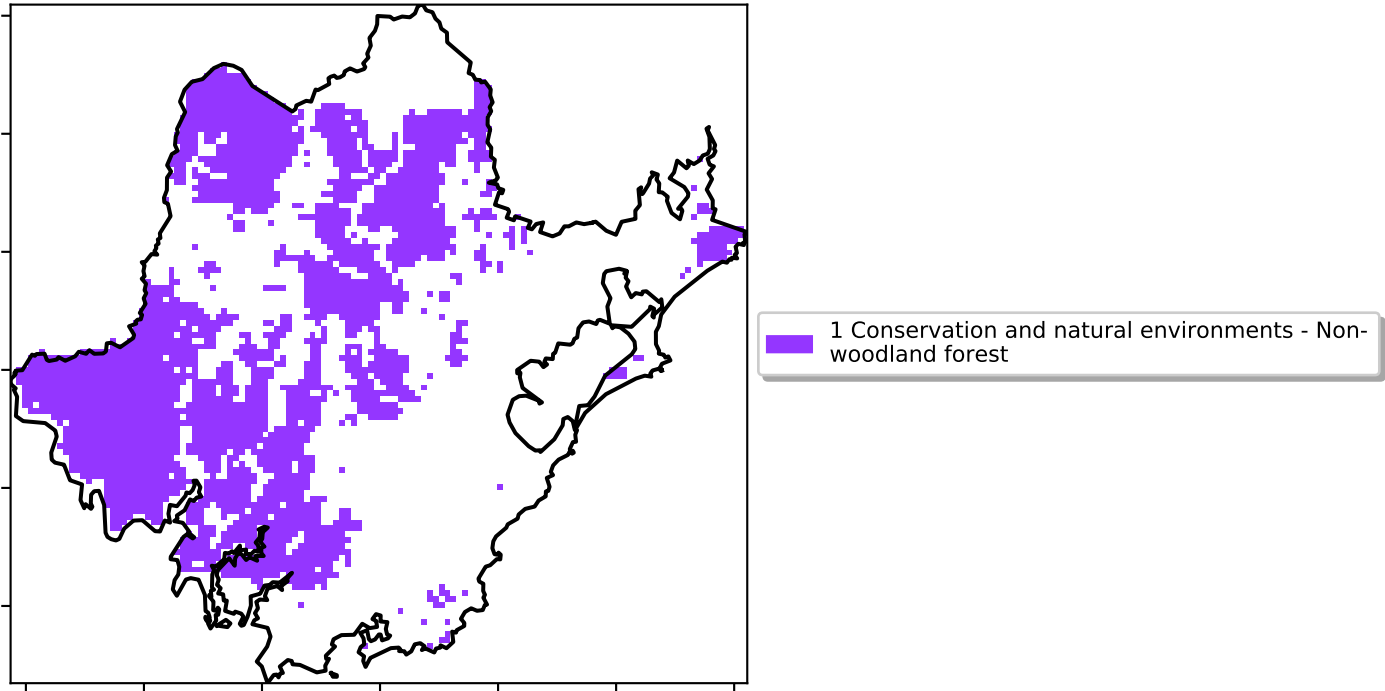 1 Conservation and natural environments - Non-
woodland forest